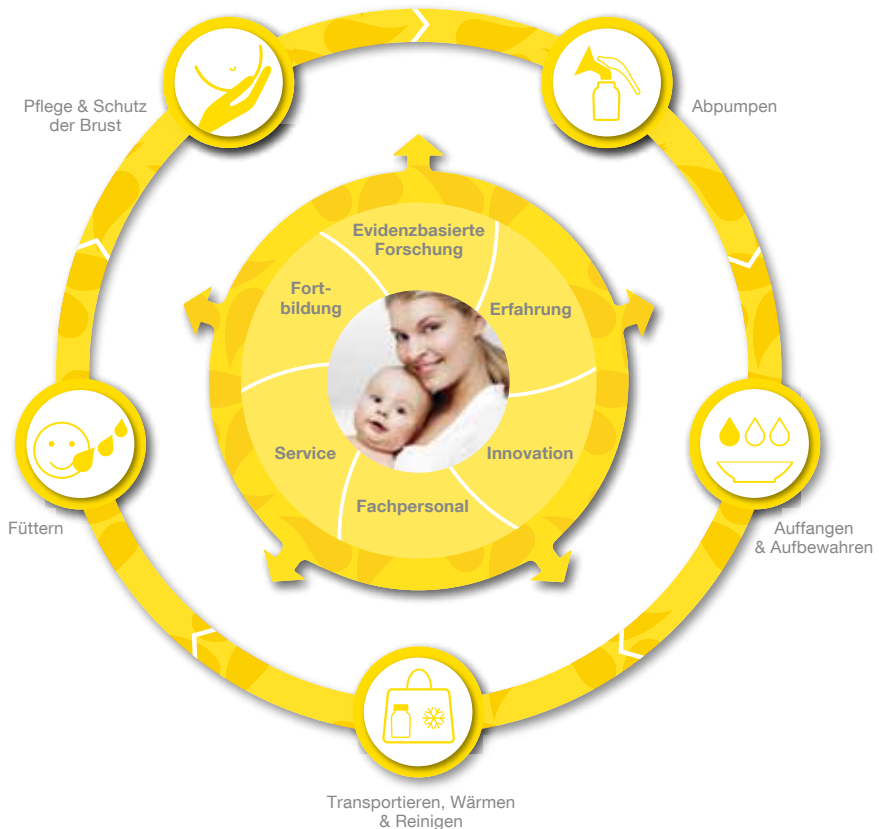 Pflege & Schutz
der Brust
Abpumpen
Evidenzbasierte
Forschung
Fort-
bildung
Erfahrung
Service
Innovation
Fachpersonal
Füttern
Auffangen
& Aufbewahren
Transportieren, Wärmen
& Reinigen